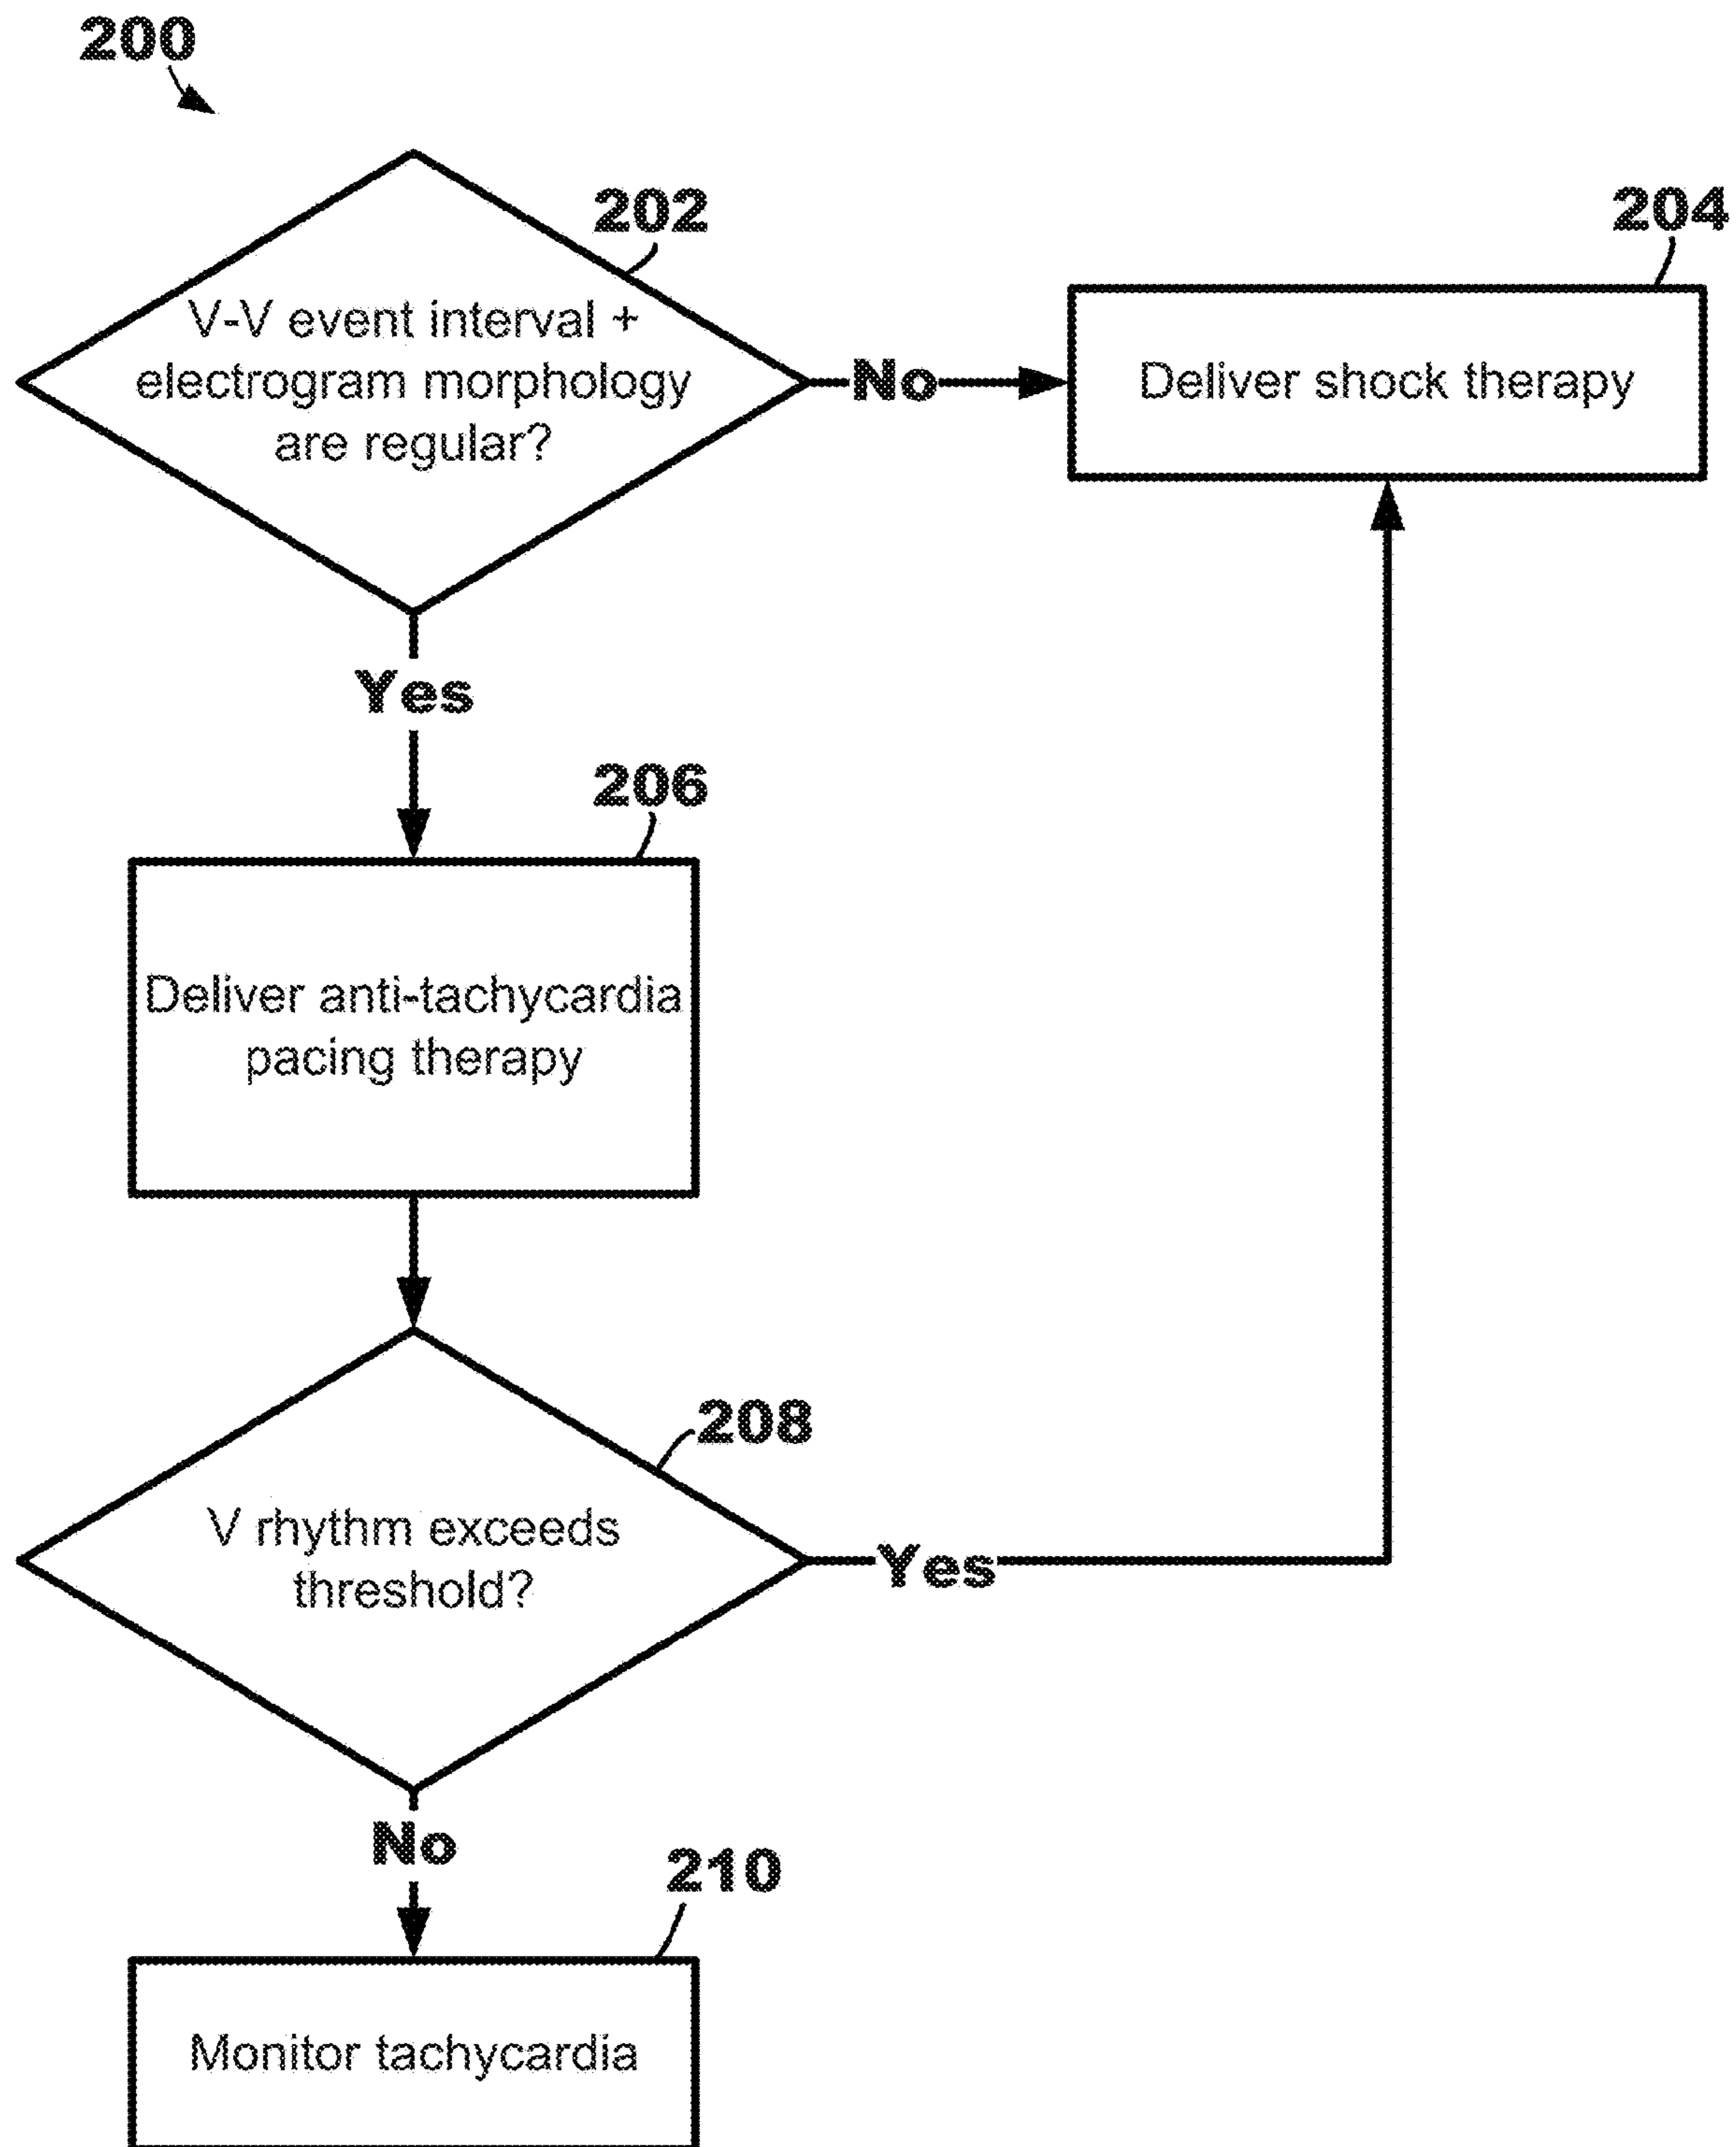 200
202
V-V event interval +
electrogram morphology
are regular?
No
204
Deliver shock therapy
Yes
206
Deliver anti-tachycardia
pacing therapy
208
V rhythm exceeds
threshold?
Yes
No
210
Monitor tachycardia